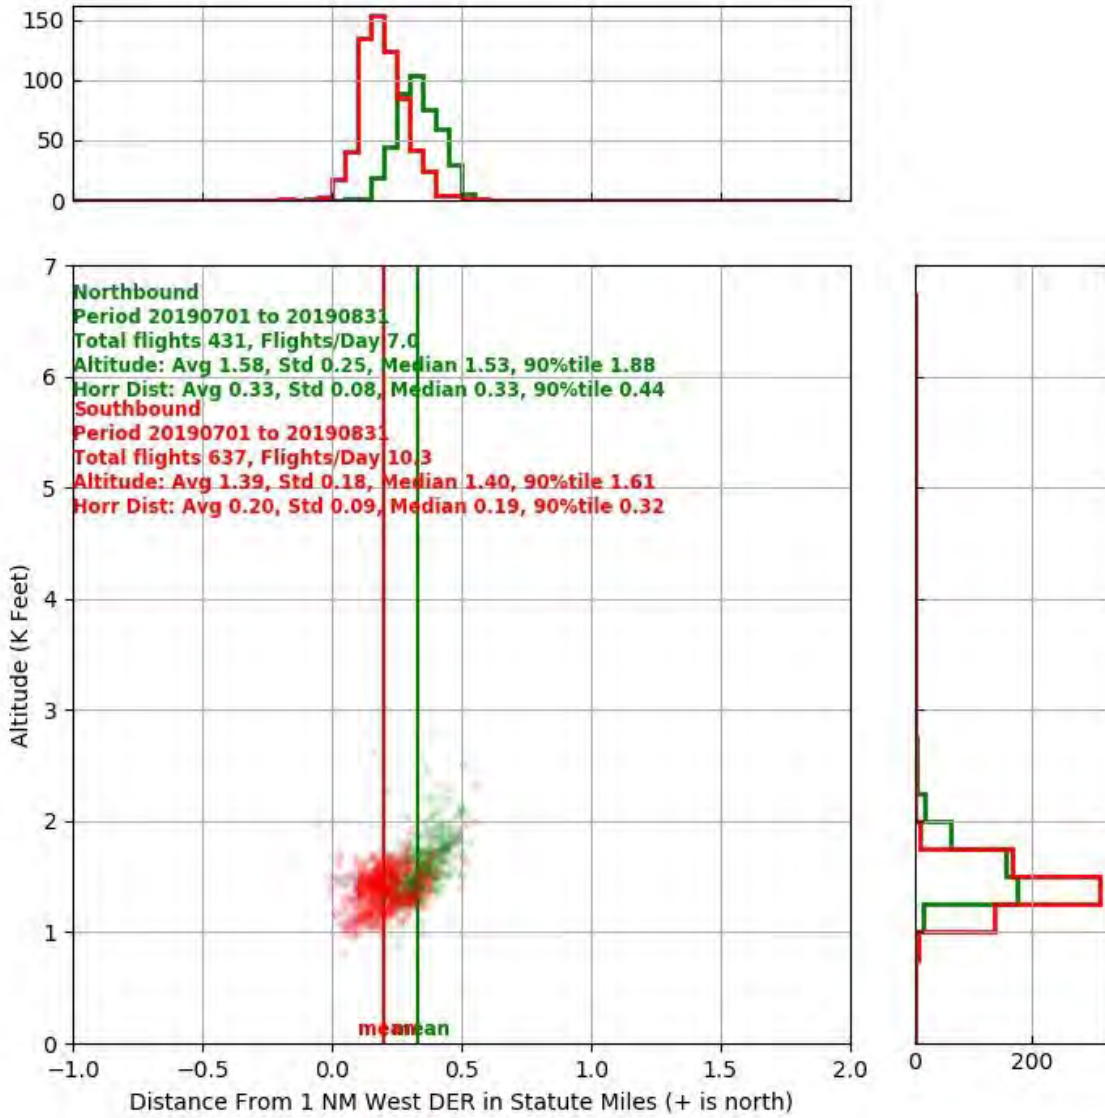 150
100
50
0
7
Northbound
Period 20190701 to 20190831
Total flights 431, Flights/Day 7.0
Altitude: Avg 1.58, Std 0.25, Median 1.53, 90%tile 1.88
Horr Dist: Avg 0.33, Std 0.08, Median 0.33, 90%tile 0.44
Southbound
Period 20190701 to 20190831
Total flights 637, Flights/Day 10.3
Altitude: Avg 1.39, Std 0.18, Median 1.40, 90%tile 1.61
Horr Dist: Avg 0.20, Std 0.09, Median 0.19, 90%tile 0.32
6
5
4
3
2
1
0
Altitude (K Feet)
mean
mean
−1.0 −0.5 0.0 0.5 1.0 1.5 2.0
0 200
Distance From 1 NM West DER in Statute Miles (+ is north)